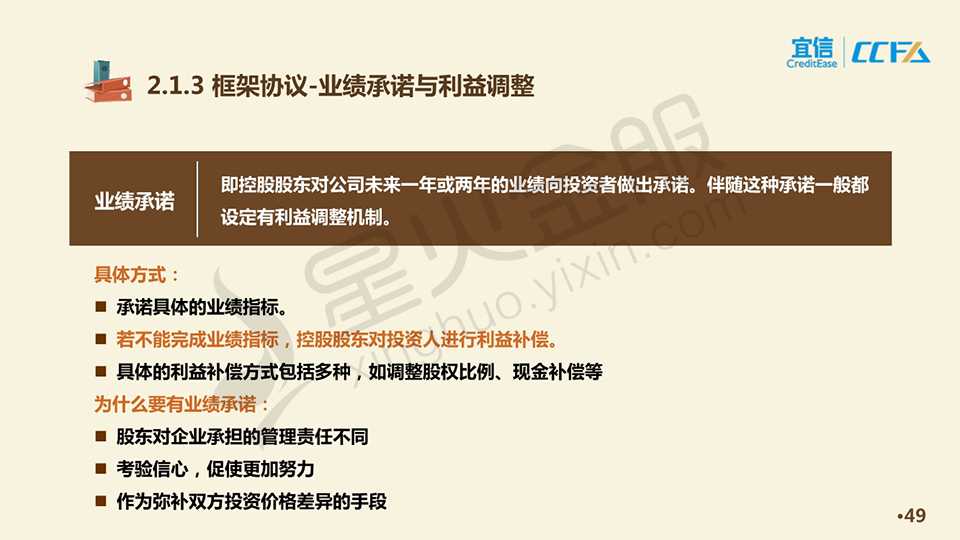 宜信
CreditEase
CCFA
2.1.3 框架协议-业绩承诺与利益调整
业绩承诺
即控股股东对公司未来一年或两年的业绩向投资者做出承诺。伴随这种承诺一般都
设定有利益调整机制。
具体方式：
■ 承诺具体的业绩指标。
■ 若不能完成业绩指标，控股股东对投资人进行利益补偿。
■ 具体的利益补偿方式包括多种，如调整股权比例、现金补偿等
为什么要有业绩承诺：
■ 股东对企业承担的管理责任不同
■ 考验信心，促使更加努力
■ 作为弥补双方投资价格差异的手段
星火金服
xinghuo.yixin.com
•49